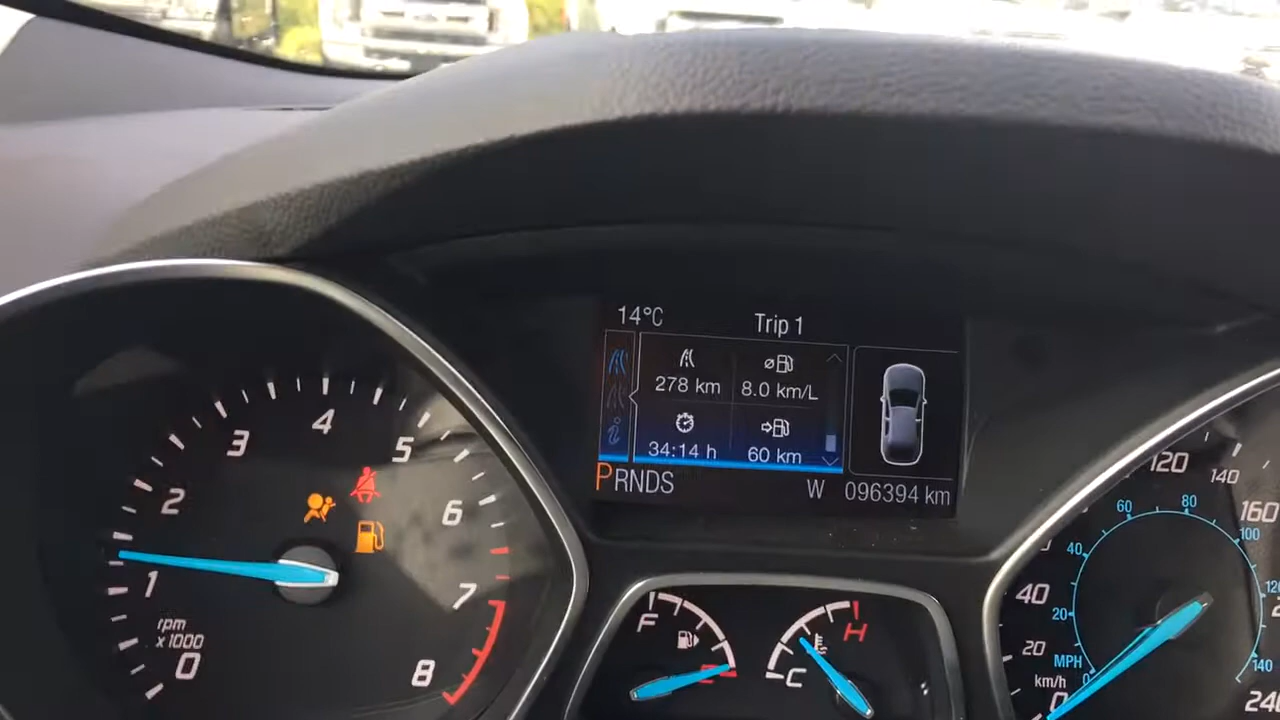 14°C
Trip 1
278 km
8.0 km/L
34:14 h
60 km
PRNDS
W
096394 km
0
1
2
3
4
5
6
7
8
rpm
x1000
F
E
C
H
0
20
40
120
140
160
240
km/h
MPH
0
20
40
60
80
100
140